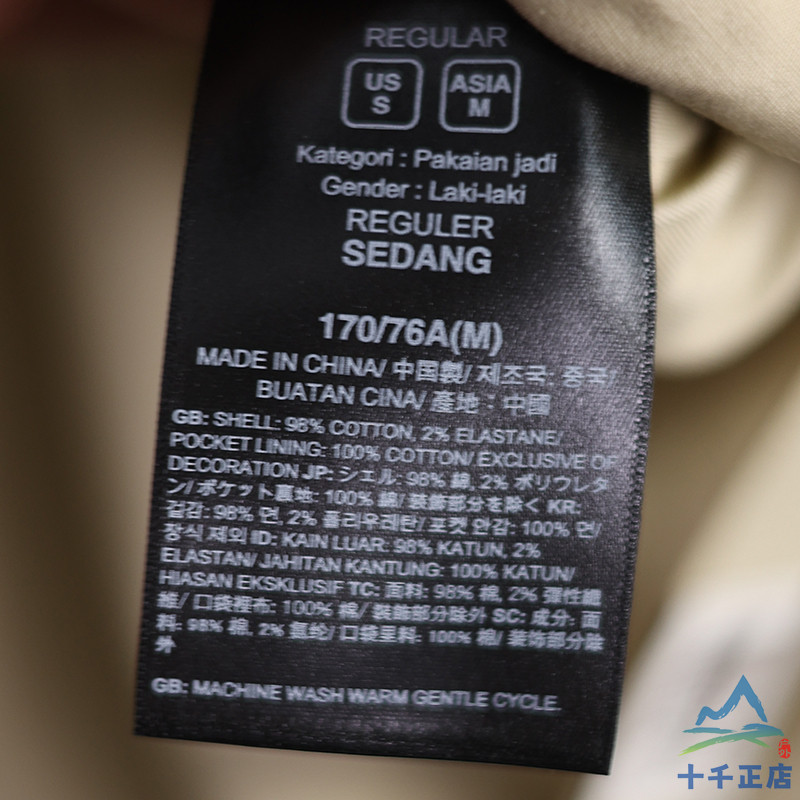 REGULAR
US ASIA
S M
Kategori : Pakaian jadi
Gender : Laki-laki
REGULER
SEDANG
170/76A(M)
MADE IN CHINA/ 中国製/ 제조국: 중국/
BUATAN CINA/ 產地：中國
GB: SHELL: 98% COTTON, 2% ELASTANE/
POCKET LINING: 100% COTTON/ EXCLUSIVE OF
DECORATION JP: シェル: 98% 綿, 2% ポリウレタ
ン/ ポケット裏地: 100% 綿/ 装飾部分を除く KR:
겉감: 98% 면, 2% 폴리우레탄/ 포켓 안감: 100% 면/
장식 제외 ID: KAIN LUAR: 98% KATUN, 2%
ELASTAN/ JAHITAN KANTUNG: 100% KATUN/
HIASAN EKSKLUSIF TC: 面料: 98% 棉, 2% 彈性纖
維/ 口袋裡布: 100% 棉/ 裝飾部分除外 SC: 成分: 面
料: 98% 棉, 2% 氨纶/ 口袋里料: 100% 棉/ 装饰部分除
外
GB: MACHINE WASH WARM GENTLE CYCLE.
十千正店